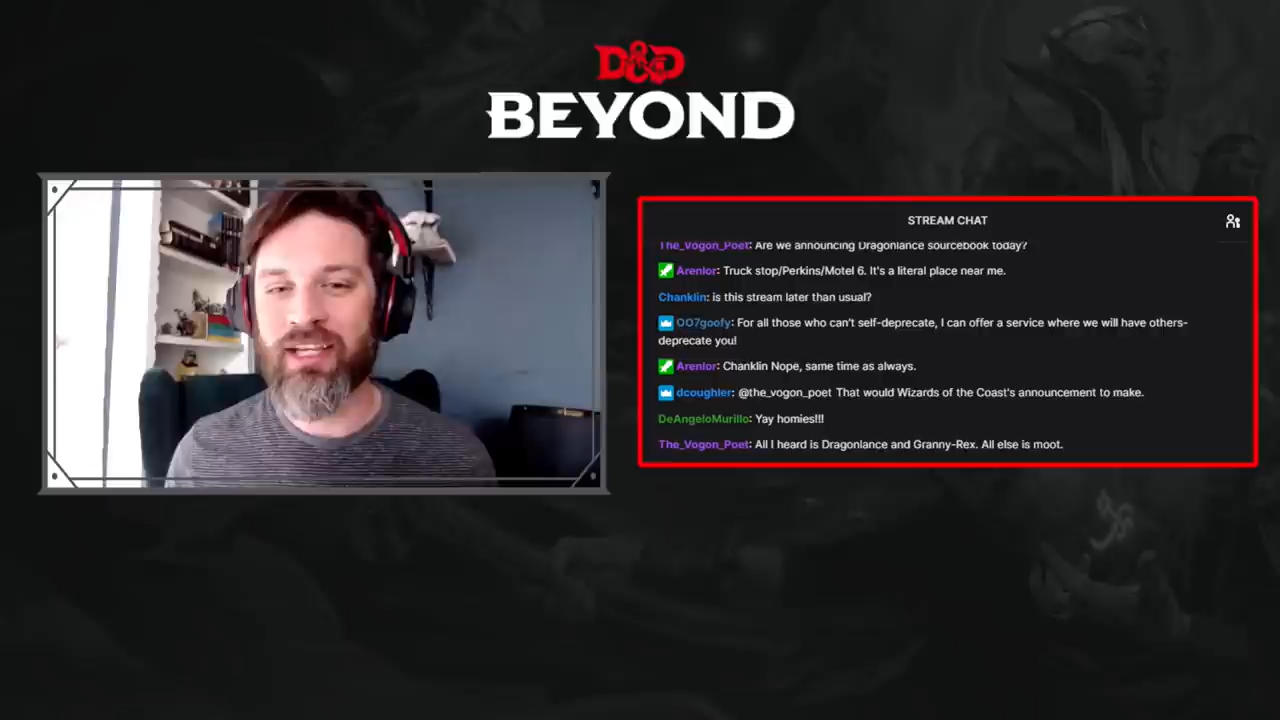 D&D
BEYOND
STREAM CHAT
The_Vogon_Poet: Are we announcing Dragonlance sourcebook today?
Arenlor: Truck stop/Perkins/Motel 6. It's a literal place near me.
Chanklin: is this stream later than usual?
OO7goofy: For all those who can't self-deprecate, I can offer a service where we will have others-
deprecate you!
Arenlor: Chanklin Nope, same time as always.
dcoughler: @the_vogon_poet That would Wizards of the Coast's announcement to make.
DeAngeloMurillo: Yay homies!!!
The_Vogon_Poet: All I heard is Dragonlance and Granny-Rex. All else is moot.